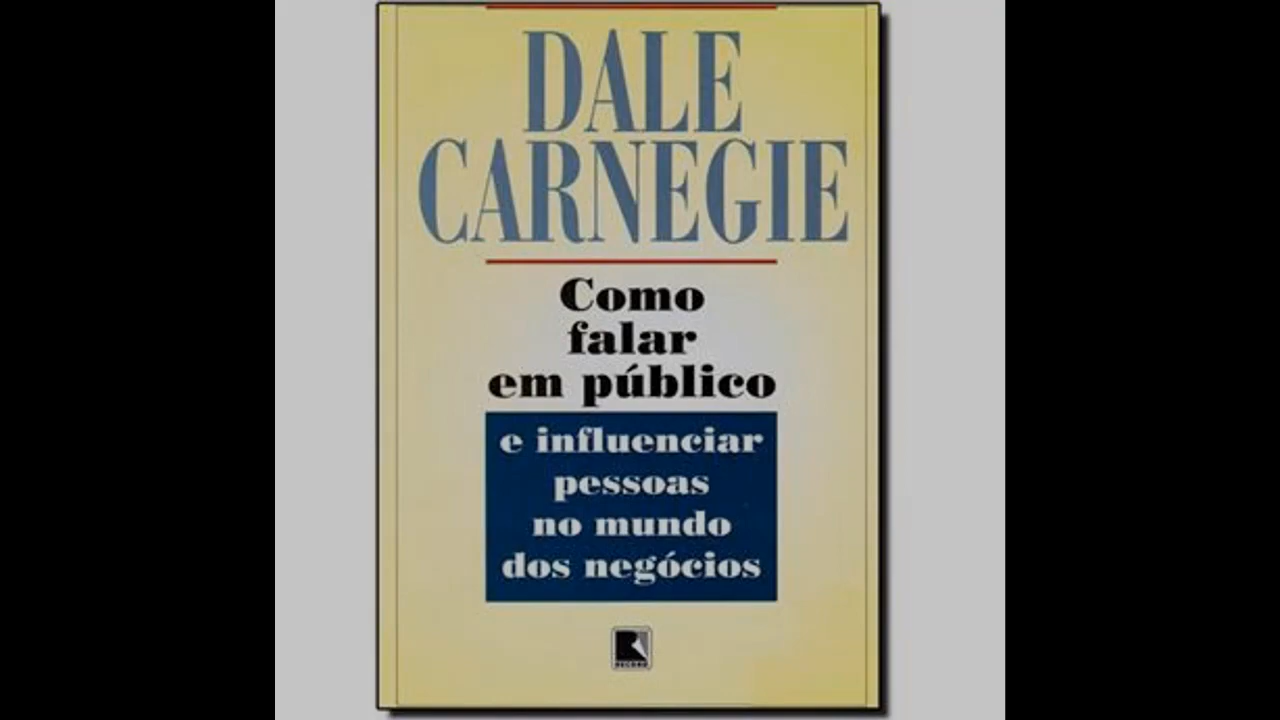 DALE
CARNEGIE
Como
falar
em público
e influenciar
pessoas
no mundo
dos negócios
RECORD